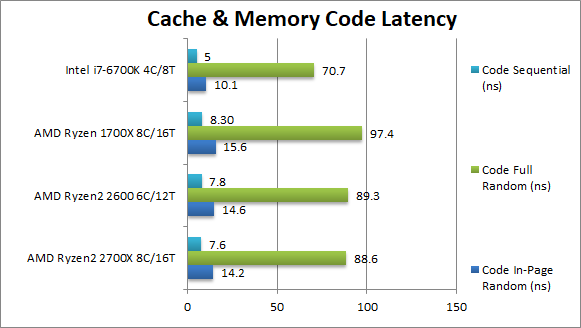 Cache & Memory Code Latency
Intel i7-6700K 4C/8T
5
70.7
10.1
AMD Ryzen 1700X 8C/16T
8.30
97.4
15.6
AMD Ryzen2 2600 6C/12T
7.8
89.3
14.6
AMD Ryzen2 2700X 8C/16T
7.6
88.6
14.2
0
50
100
150
Code Sequential
(ns)
Code Full
Random (ns)
Code In-Page
Random (ns)